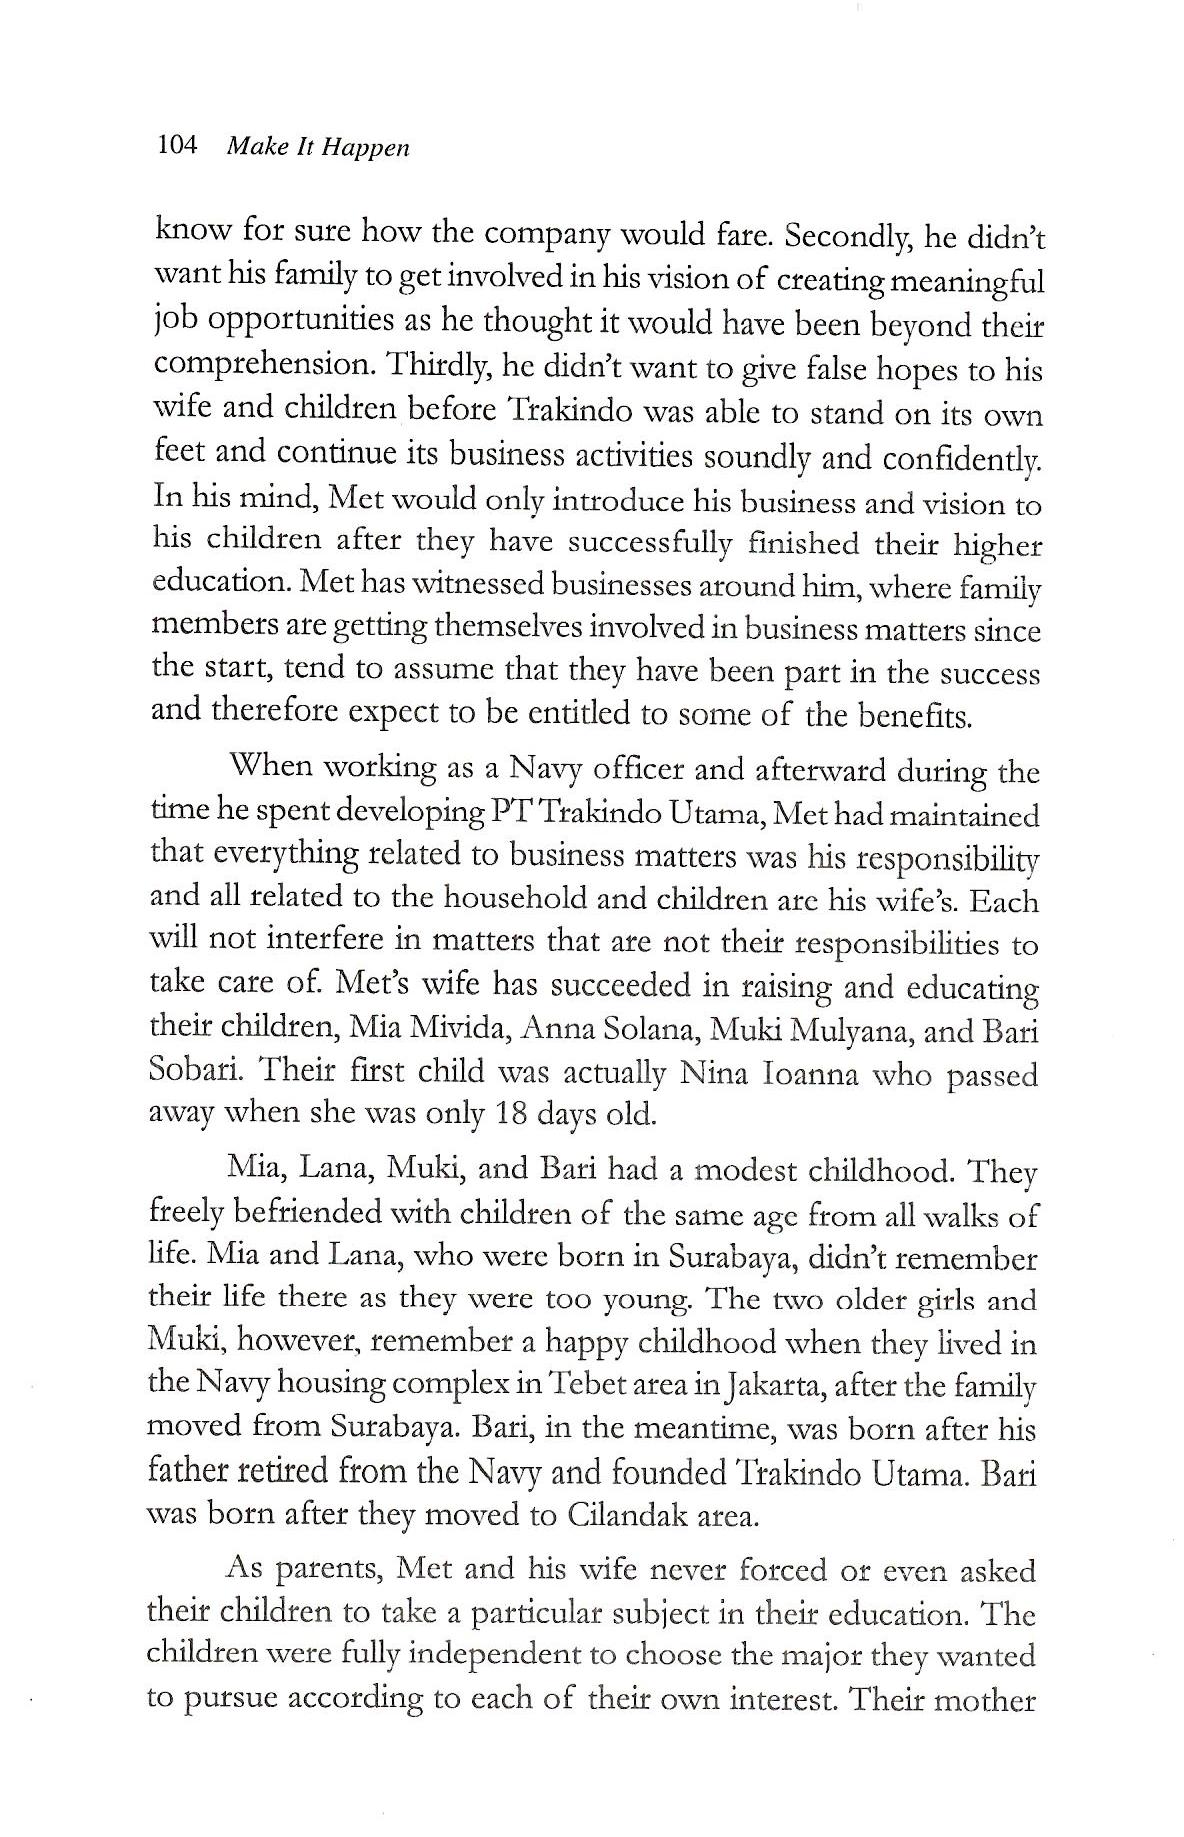 104 Make It Happen
know for sure how the company would fare. Secondly, he didn't
want his family to get involved in his vision of creating meaningful
job opportunities as he thought it would have been beyond their
comprehension. Thirdly, he didn't want to give false hopes to his
wife and children before Trakindo was able to stand on its own
feet and continue its business activities soundly and confidently.
In his mind, Met would only introduce his business and vision to
his children after they have successfully finished their higher
education. Met has witnessed businesses around him, where family
members are getting themselves involved in business matters since
the start, tend to assume that they have been part in the success
and therefore expect to be entitled to some of the benefits.
When working as a Navy officer and afterward during the
time he spent developing PT Trakindo Utama, Met had maintained
that everything related to business matters was his responsibility
and all related to the household and children are his wife's. Each
will not interfere in matters that are not their responsibilities to
take care of. Met's wife has succeeded in raising and educating
their children, Mia Mivida, Anna Solana, Muki Mulyana, and Bari
Sobari. Their first child was actually Nina Ioanna who passed
away when she was only 18 days old.
Mia, Lana, Muki, and Bari had a modest childhood. They
freely befriended with children of the same age from all walks of
life. Mia and Lana, who were born in Surabaya, didn't remember
their life there as they were too young. The two older girls and
Muki, however, remember a happy childhood when they lived in
the Navy housing complex in Tebet area in Jakarta, after the family
moved from Surabaya. Bari, in the meantime, was born after his
father retired from the Navy and founded Trakindo Utama. Bari
was born after they moved to Cilandak area.
As parents, Met and his wife never forced or even asked
their children to take a particular subject in their education. The
children were fully independent to choose the major they wanted
to pursue according to each of their own interest. Their mother